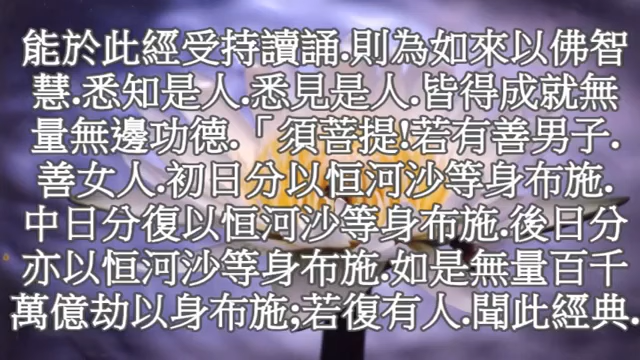 能於此經受持讀誦.則為如來以佛智
慧.悉知是人.悉見是人.皆得成就無
量無邊功德.「須菩提!若有善男子.
善女人.初日分以恒河沙等身布施.
中日分復以恒河沙等身布施.後日分
亦以恒河沙等身布施.如是無量百千
萬億劫以身布施;若復有人.聞此經典.